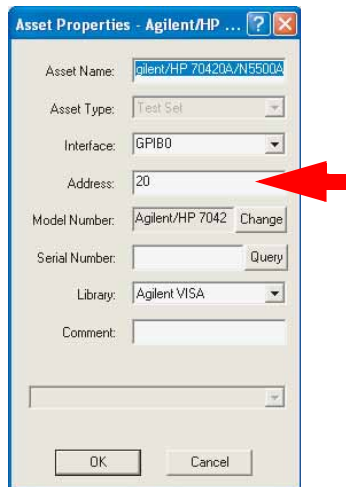 Asset Properties - Agilent/HP ... ? X
Asset Name: gilent/HP 70420A/N5500A
Asset Type: Test Set
Interface: GPIB0
Address: 20
Model Number: Agilent/HP 7042 Change
Serial Number: Query
Library: Agilent VISA
Comment:
OK Cancel